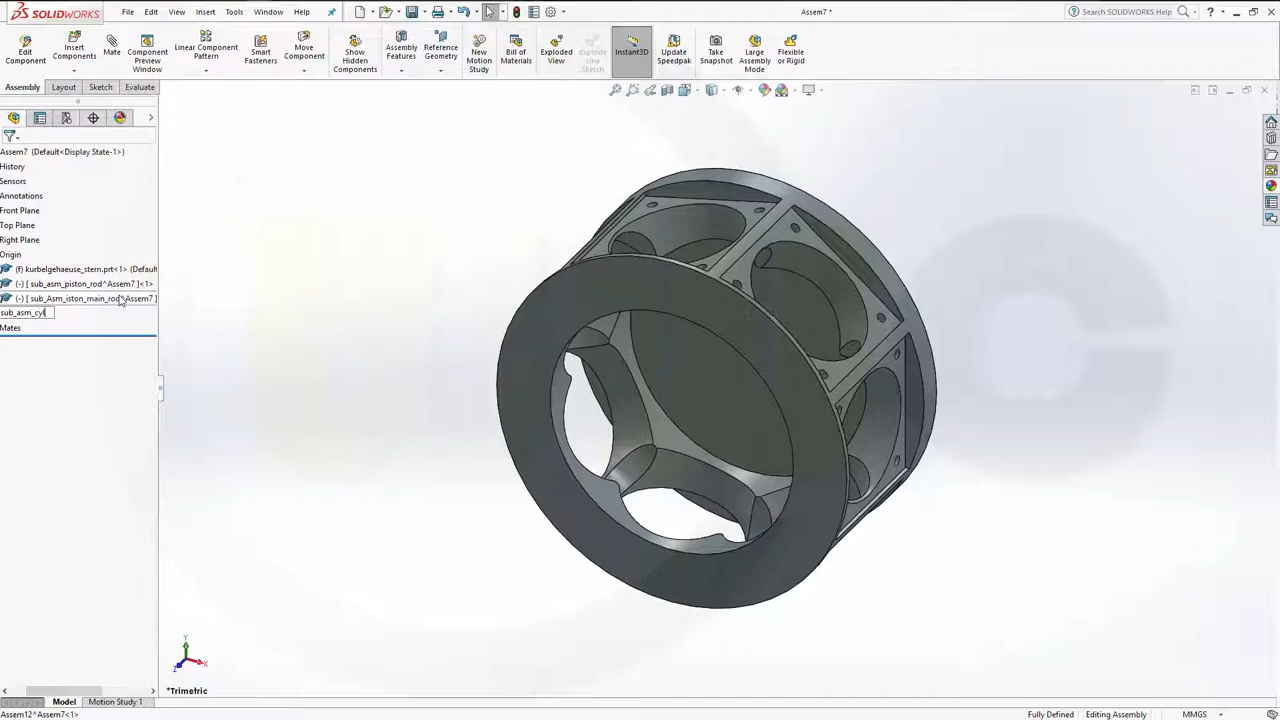 SOLIDWORKS
File Edit View Insert Tools Window Help
Assem7 *
Search SOLIDWORKS Help
Edit Component
Insert Components
Mate
Component Preview Window
Linear Component Pattern
Smart Fasteners
Move Component
Show Hidden Components
Assembly Features
Reference Geometry
New Motion Study
Bill of Materials
Exploded View
Explode Line Sketch
Instant3D
Update Speedpak
Take Snapshot
Large Assembly Mode
Flexible or Rigid
Assembly Layout Sketch Evaluate
Assem7 (Default<Display State-1>)
History
Sensors
Annotations
Front Plane
Top Plane
Right Plane
Origin
(f) kurbelgehaeuse_stern.prt<1> (Default
(-) [ sub_asm_piston_rod^Assem7 ]<1>
(-) [ sub_Asm_iston_main_rod^Assem7 ]
sub_asm_cyl
Mates
Y
X
Z
*Trimetric
Model Motion Study 1
Assem12^Assem7<1>
Fully Defined Editing Assembly MMGS